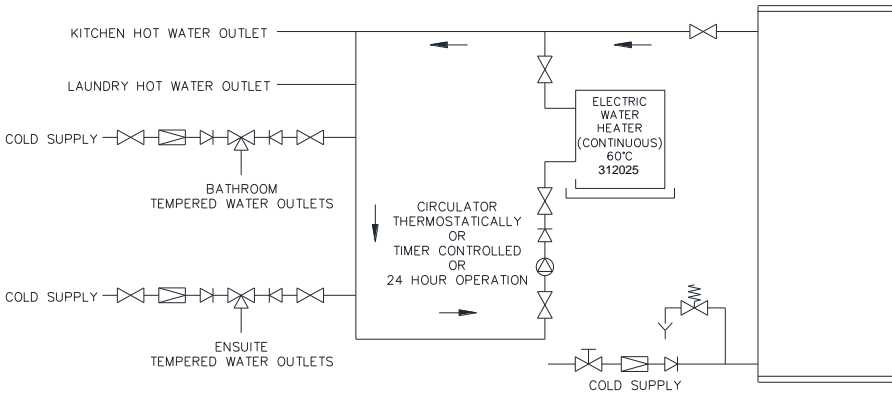 KITCHEN HOT WATER OUTLET
LAUNDRY HOT WATER OUTLET
COLD SUPPLY
BATHROOM
TEMPERED WATER OUTLETS
COLD SUPPLY
ENSUITE
TEMPERED WATER OUTLETS
CIRCULATOR
THERMOSTATICALLY
OR
TIMER CONTROLLED
OR
24 HOUR OPERATION
ELECTRIC
WATER
HEATER
(CONTINUOUS)
60°C
312025
COLD SUPPLY